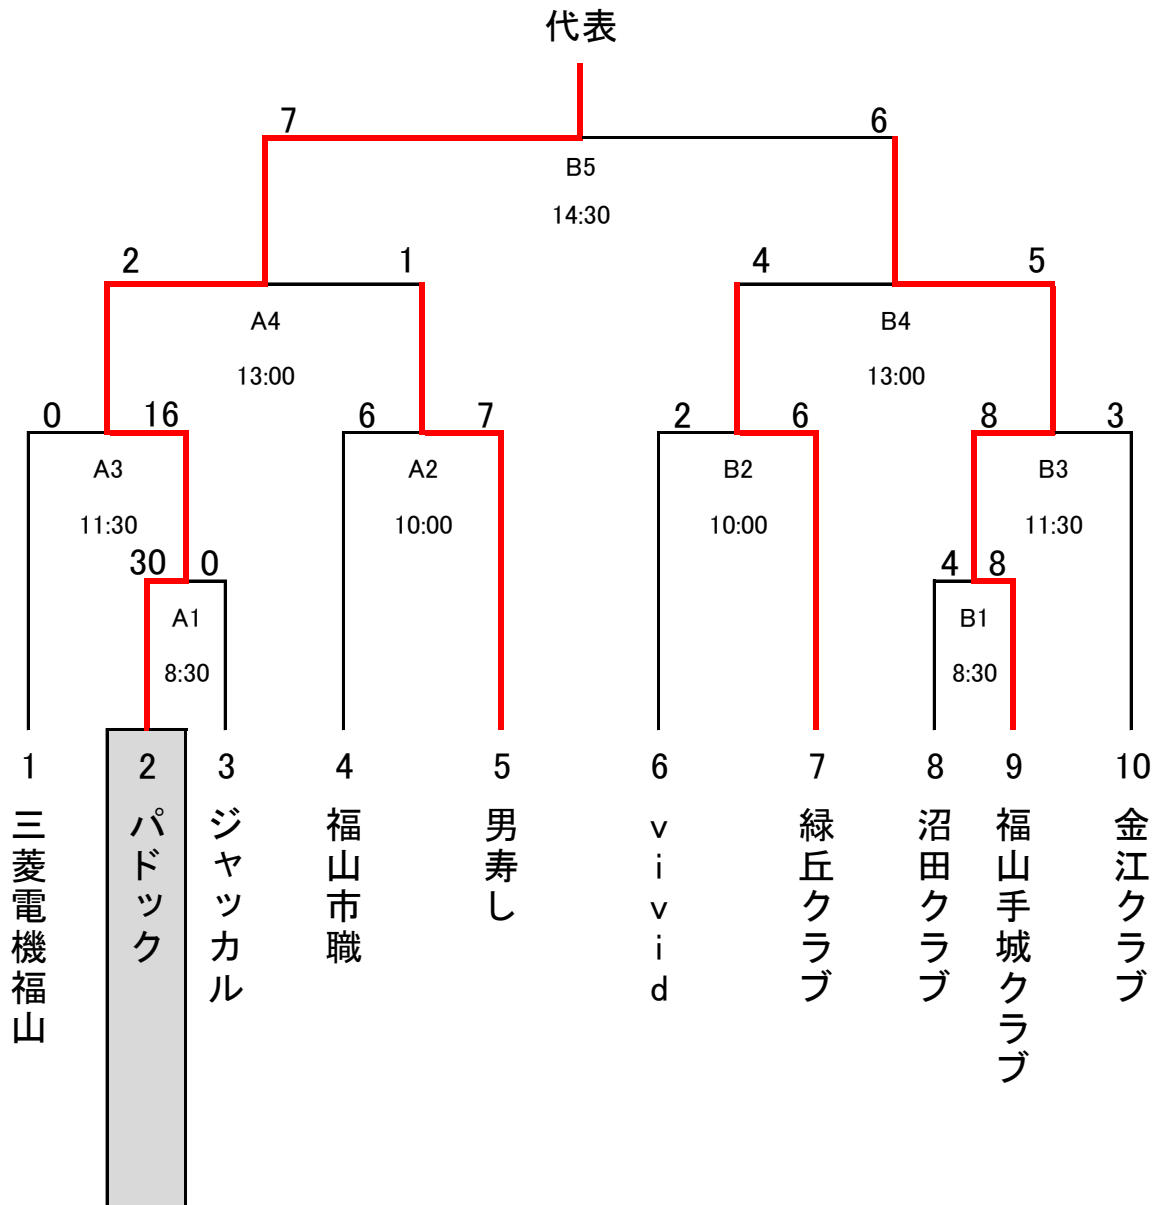 代表
7 6
B5
14:30
2 1 4 5
A4 B4
13:00 13:00
0 16 6 7 2 6 8 3
A3 A2 B2 B3
11:30 10:00 10:00 11:30
30 0 4 8
A1 B1
8:30 8:30
1 2 3 4 5 6 7 8 9 10
三菱電機福山
パドック
ジャッカル
福山市職
男寿し
vivid
緑丘クラブ
沼田クラブ
福山手城クラブ
金江クラブ